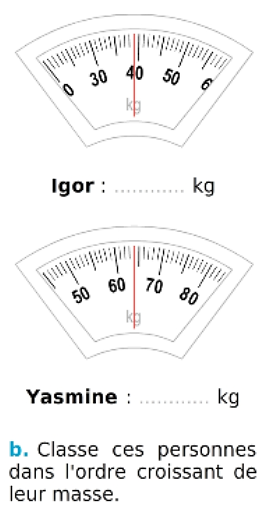 0 30 40 50 6
kg
Igor : ............ kg
50 60 70 80
kg
Yasmine : ............ kg
b. Classe ces personnes
dans l'ordre croissant de
leur masse.